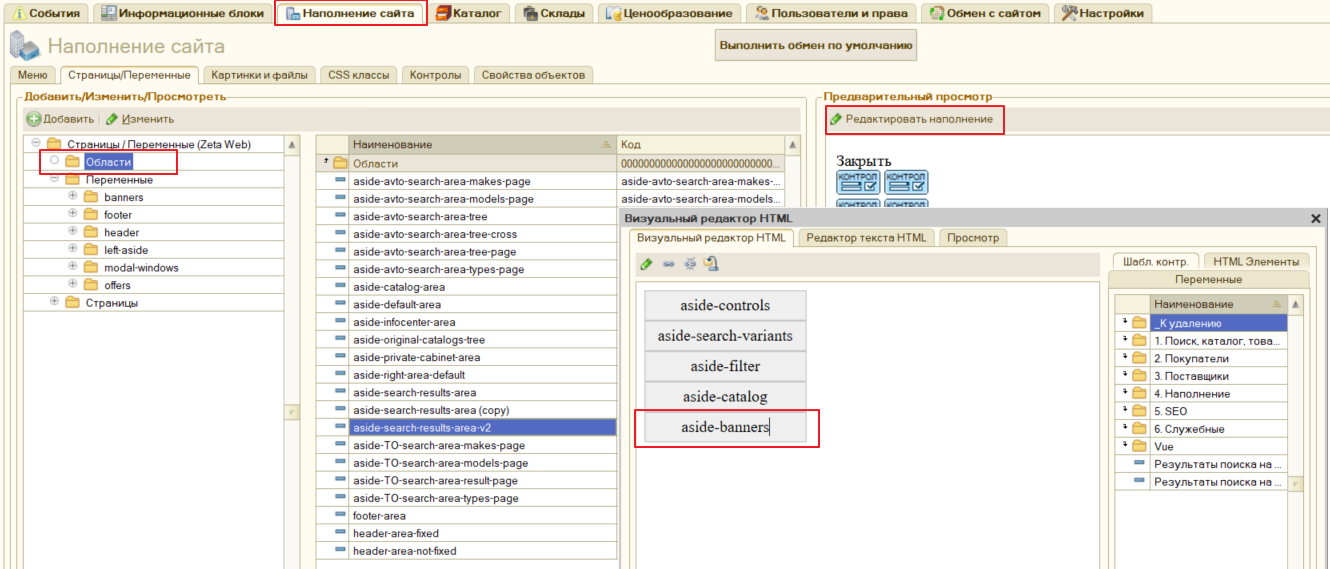 События
Информационные блоки
Наполнение сайта
Каталог
Склады
Ценообразование
Пользователи и права
Обмен с сайтом
Настройки
Наполнение сайта
Выполнить обмен по умолчанию
Меню
Страницы/Переменные
Картинки и файлы
CSS классы
Контролы
Свойства объектов
Добавить/Изменить/Просмотреть
Добавить
Изменить
Страницы / Переменные (Zeta Web)
Области
Переменные
banners
footer
header
left-aside
modal-windows
offers
Страницы
Наименование
Код
Области
00000000000000000000000000...
aside-avto-search-area-makes-page
aside-avto-search-area-makes-...
aside-avto-search-area-models-page
aside-avto-search-area-models...
aside-avto-search-area-tree
aside-avto-search-area-tree-cross
aside-avto-search-area-tree-page
aside-avto-search-area-types-page
aside-catalog-area
aside-default-area
aside-infocenter-area
aside-original-catalogs-tree
aside-private-cabinet-area
aside-right-area-default
aside-search-results-area
aside-search-results-area (copy)
aside-search-results-area-v2
aside-TO-search-area-makes-page
aside-TO-search-area-models-page
aside-TO-search-area-result-page
aside-TO-search-area-types-page
footer-area
header-area-fixed
header-area-not-fixed
Предварительный просмотр
Редактировать наполнение
Закрыть
КОНТРОЛ КОНТРОЛ
КОНТРОЛ КОНТРОЛ
Визуальный редактор HTML
Визуальный редактор HTML
Редактор текста HTML
Просмотр
aside-controls
aside-search-variants
aside-filter
aside-catalog
aside-banners
Шабл. контр.
HTML Элементы
Переменные
Наименование
_К удалению
1. Поиск, каталог, това...
2. Покупатели
3. Поставщики
4. Наполнение
5. SEO
6. Служебные
Vue
Результаты поиска на ...
Результаты поиска на ...